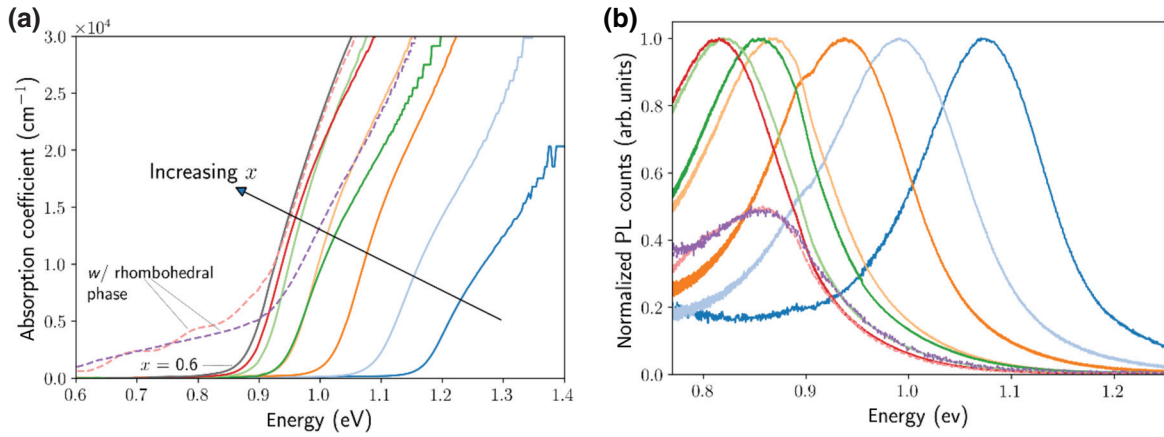 (a)
×10⁴
3.0
2.5
2.0
1.5
1.0
0.5
0.0
Absorption coefficient (cm⁻¹)
Increasing x
w/ rhombohedral
phase
x = 0.6
0.6 0.7 0.8 0.9 1.0 1.1 1.2 1.3 1.4
Energy (eV)
(b)
1.0
0.8
0.6
0.4
0.2
0.0
Normalized PL counts (arb.units)
0.8 0.9 1.0 1.1 1.2
Energy (ev)